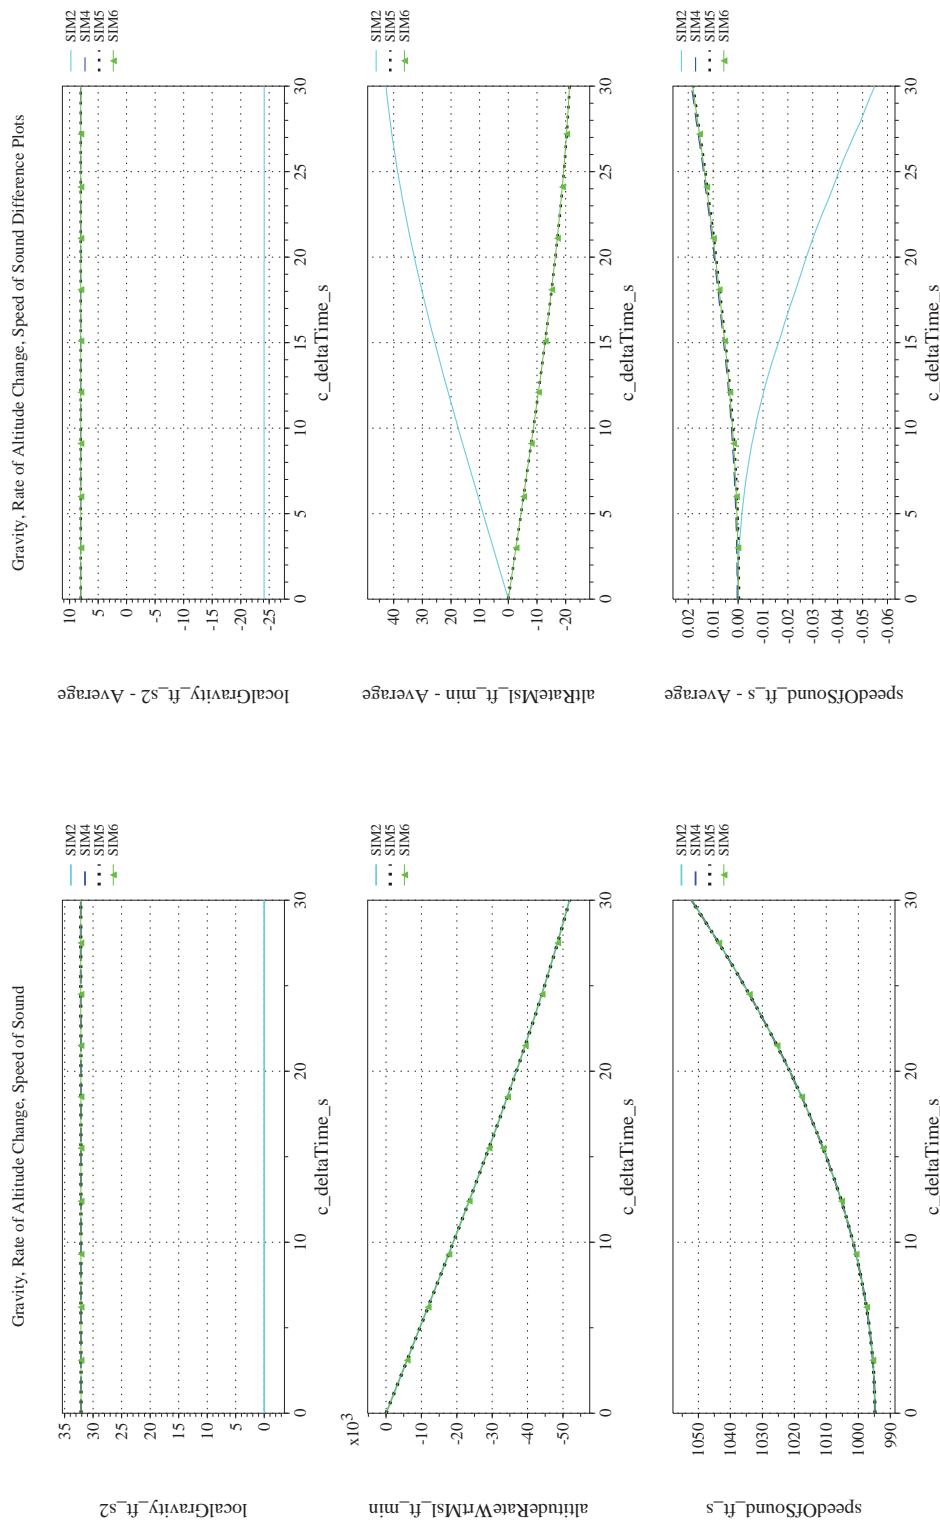 Gravity, Rate of Altitude Change, Speed of Sound
localGravity_ft_s2
35
30
25
20
15
10
5
0
0
10
20
30
c_deltaTime_s
SIM2
SIM4
SIM5
SIM6
altitudeRateWrtMsl_ft_min
x10³
0
-10
-20
-30
-40
-50
0
10
20
30
c_deltaTime_s
SIM2
SIM5
SIM6
speedOfSound_ft_s
1050
1040
1030
1020
1010
1000
990
0
10
20
30
c_deltaTime_s
SIM2
SIM4
SIM5
SIM6
Gravity, Rate of Altitude Change, Speed of Sound Difference Plots
localGravity_ft_s2 - Average
10
5
0
-5
-10
-15
-20
-25
0
5
10
15
20
25
30
c_deltaTime_s
SIM2
SIM4
SIM5
SIM6
altRateMsl_ft_min - Average
40
30
20
10
0
-10
-20
0
5
10
15
20
25
30
c_deltaTime_s
SIM2
SIM5
SIM6
speedOfSound_ft_s - Average
0.02
0.01
0.00
-0.01
-0.02
-0.03
-0.04
-0.05
-0.06
0
5
10
15
20
25
30
c_deltaTime_s
SIM2
SIM4
SIM5
SIM6